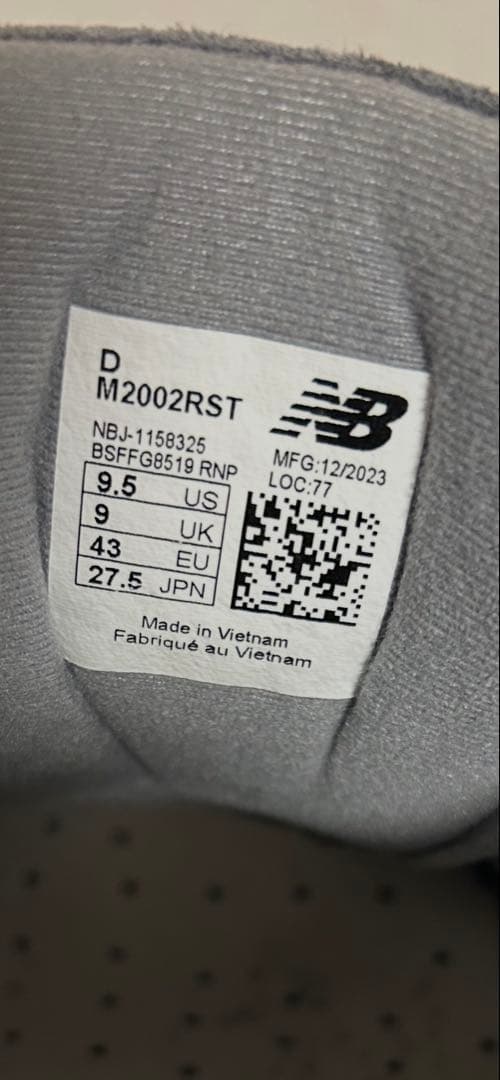 D
M2002RST
NB
NBJ-1158325
BSFFG8519 RNP
MFG:12/2023
LOC:77
9.5 US
9 UK
43 EU
27.5 JPN
Made in Vietnam
Fabriqué au Vietnam